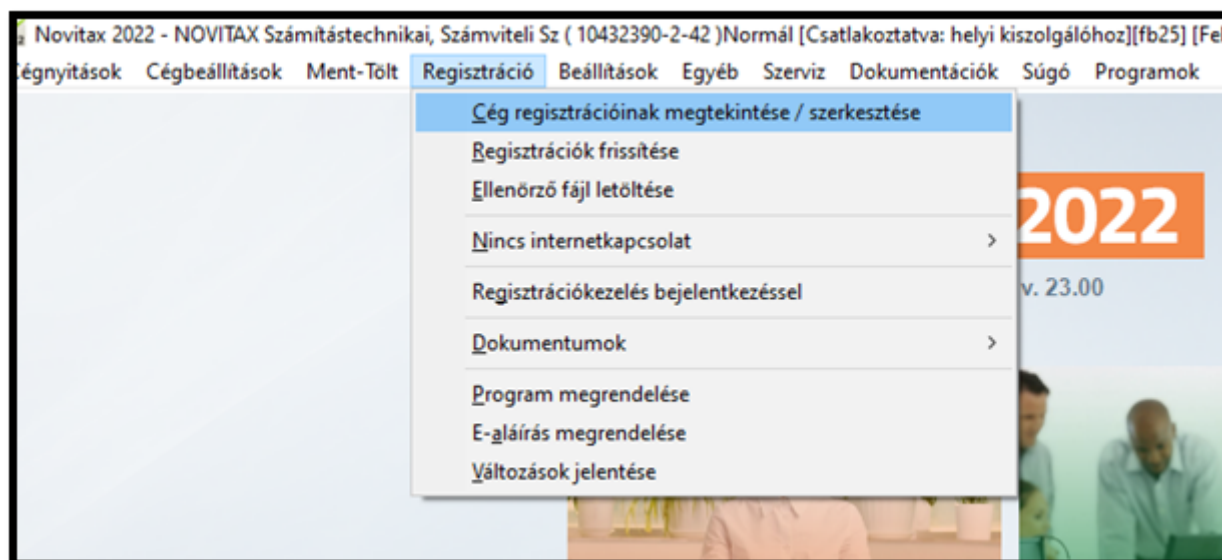 Novitax 2022 - NOVITAX Számítástechnikai, Számviteli Sz ( 10432390-2-42 )Normál [Csatlakoztatva: helyi kiszolgálóhoz][fb25] [Fel
Cégnyitások Cégbeállítások Ment-Tölt Regisztráció Beállítások Egyéb Szerviz Dokumentációk Súgó Programok
Cég regisztrációinak megtekintése / szerkesztése
Regisztrációk frissítése
Ellenörző fájl letöltése
2022
Nincs internetkapcsolat >
Regisztrációkezelés bejelentkezéssel
v. 23.00
Dokumentumok >
Program megrendelése
E-aláírás megrendelése
Változások jelentése